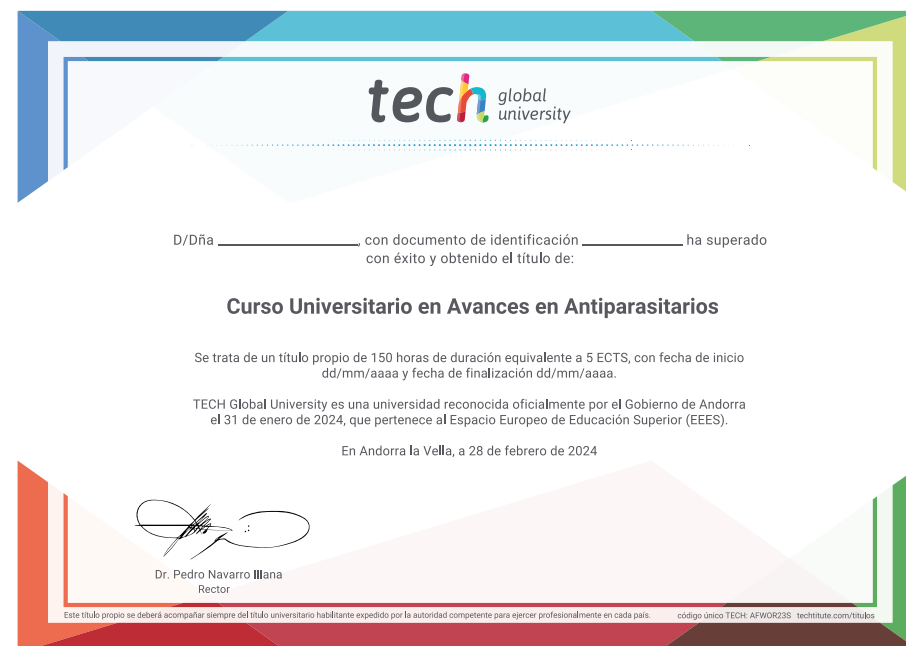 tech global university
D/Dña ____________________, con documento de identificación ______________ ha superado
con éxito y obtenido el título de:
Curso Universitario en Avances en Antiparasitarios
Se trata de un título propio de 150 horas de duración equivalente a 5 ECTS, con fecha de inicio
dd/mm/aaaa y fecha de finalización dd/mm/aaaa.
TECH Global University es una universidad reconocida oficialmente por el Gobierno de Andorra
el 31 de enero de 2024, que pertenece al Espacio Europeo de Educación Superior (EEES).
En Andorra la Vella, a 28 de febrero de 2024
Dr. Pedro Navarro Illana
Rector
Este título propio se deberá acompañar siempre del título universitario habilitante expedido por la autoridad competente para ejercer profesionalmente en cada país. código único TECH: AFWOR23S techtitute.com/titulos